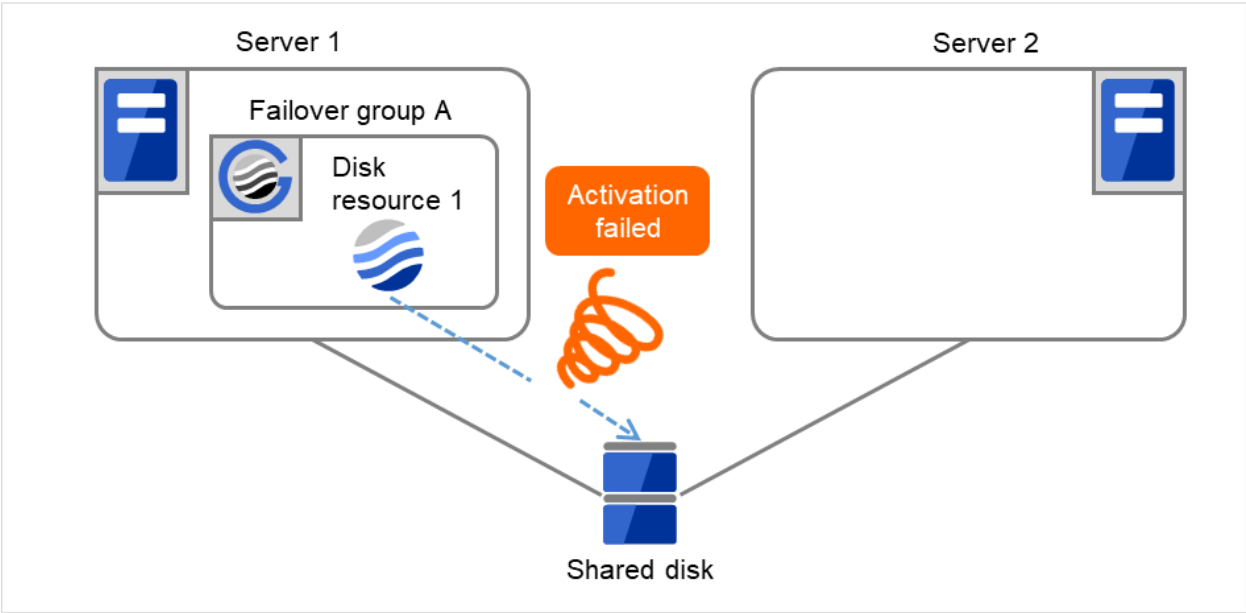 Server 1
Server 2
Failover group A
Disk
resource 1
Activation
failed
Shared disk